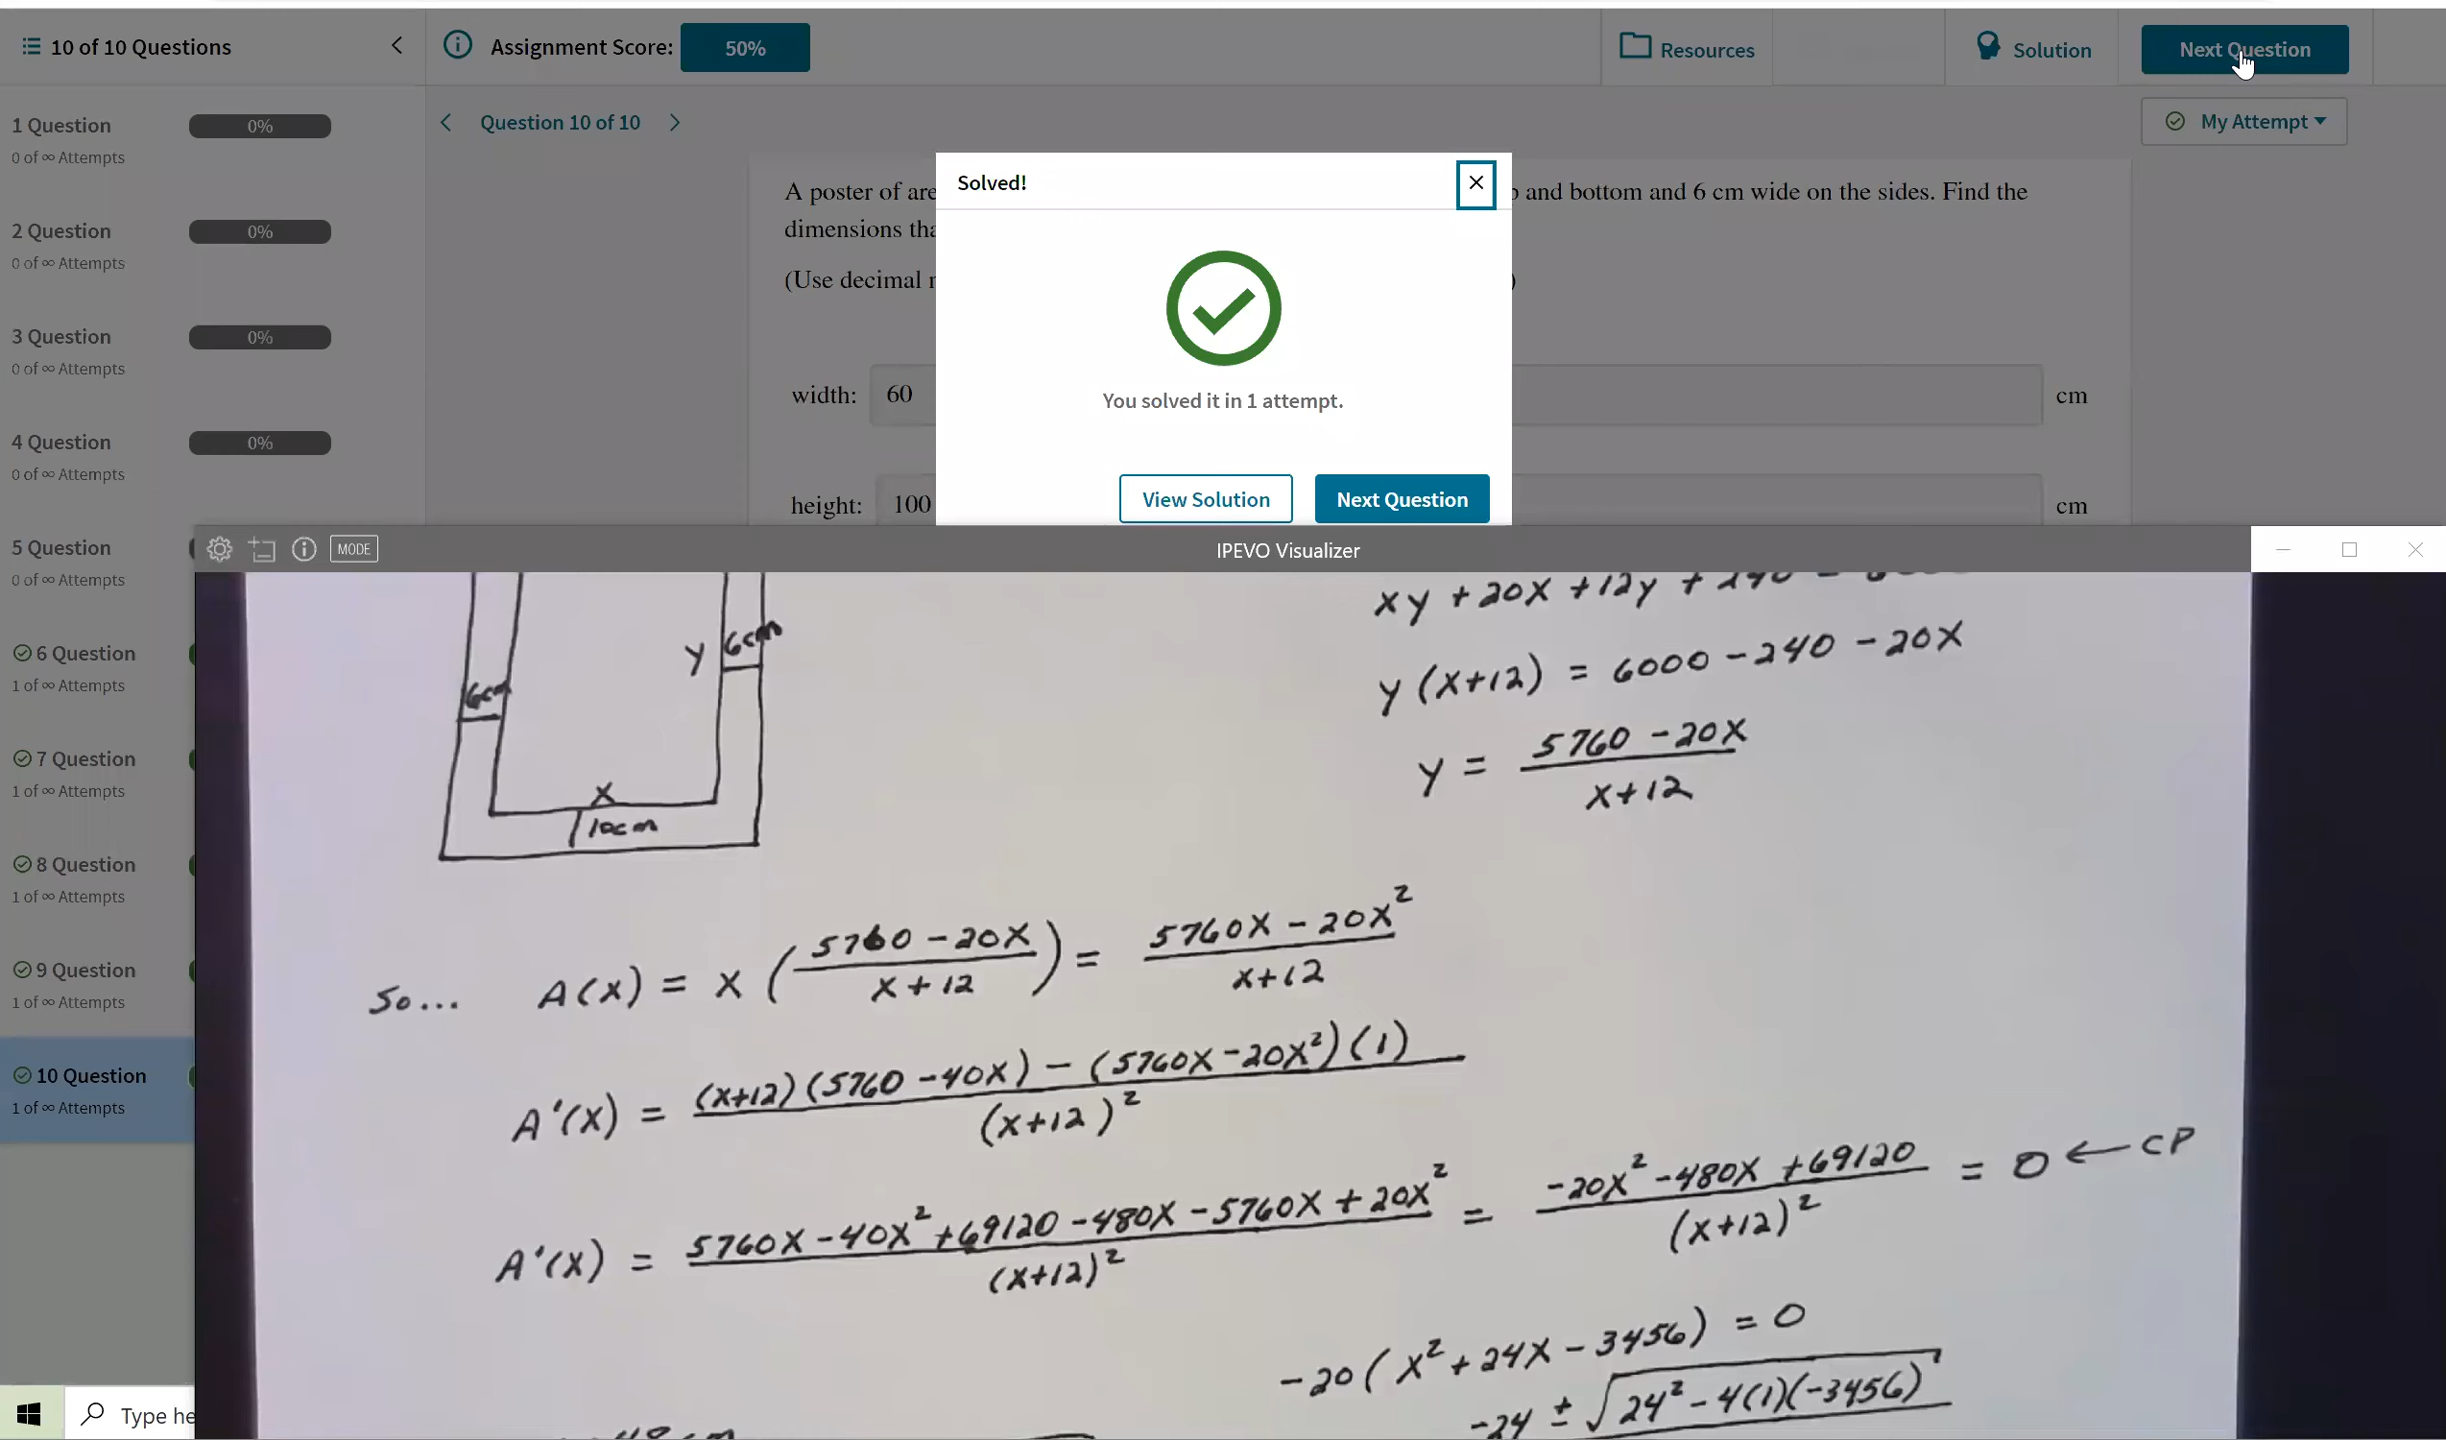 10 of 10 Questions
Assignment Score: 50%
Resources
Solution
Next Question
1 Question 0%
0 of ∞ Attempts
2 Question 0%
0 of ∞ Attempts
3 Question 0%
0 of ∞ Attempts
4 Question 0%
0 of ∞ Attempts
5 Question
0 of ∞ Attempts
6 Question
1 of ∞ Attempts
7 Question
1 of ∞ Attempts
8 Question
1 of ∞ Attempts
9 Question
1 of ∞ Attempts
10 Question
1 of ∞ Attempts
Question 10 of 10
My Attempt
A poster of and bottom and 6 cm wide on the sides. Find the
dimensions
(Use decimal )
width: 60 cm
height: 100 cm
Solved!
You solved it in 1 attempt.
View Solution
Next Question
MODE
IPEVO Visualizer
y 6cm
6cm
x
10cm
xy + 20x + 12y + 240 =
y(x+12) = 6000 - 240 - 20x
y = (5760 - 20x) / (x+12)
So... A(x) = x ((5760 - 20x) / (x+12)) = (5760x - 20x²) / (x+12)
A'(x) = ((x+12)(5760 - 40x) - (5760x - 20x²)(1)) / (x+12)²
A'(x) = (5760x - 40x² + 69120 - 480x - 5760x + 20x²) / (x+12)² = (-20x² - 480x + 69120) / (x+12)² = 0 ← CP
-20(x² + 24x - 3456) = 0
-24 ± √(24² - 4(1)(-3456))
Type